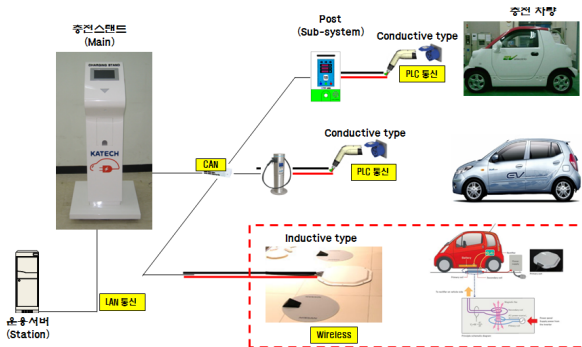 충전 차량
충전스탠드
(Main)
Post
(Sub-system)
Conductive type
PLC 통신
CHARGING STAND
KATECH
CAN
Conductive type
PLC 통신
EV
Inductive type
Wireless
LAN 통신
운용서버
(Station)